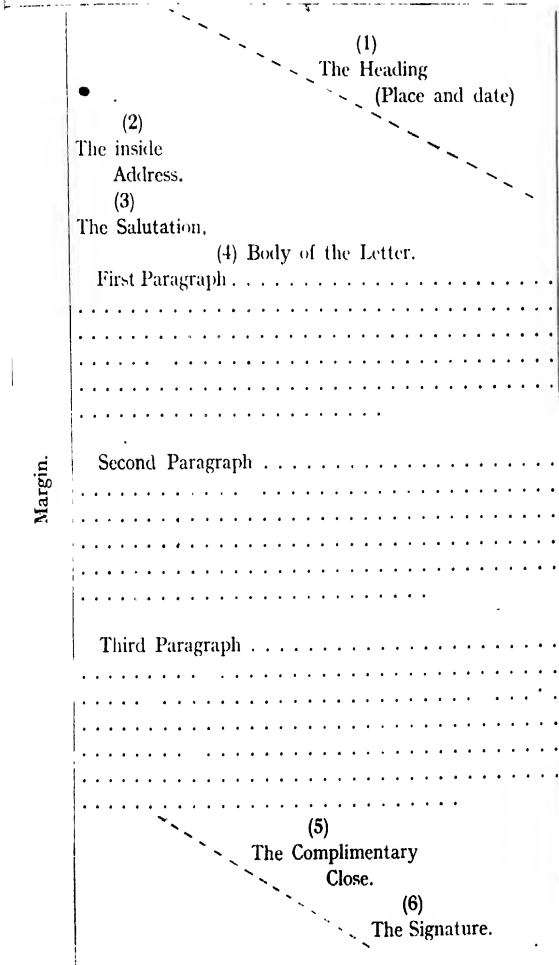 (1)
The Heading
(Place and date)
(2)
The inside
Address.
(3)
The Salutation,
(4) Body of the Letter.
First Paragraph . . . . . . . . . . . . . . . . . . . . . .
Second Paragraph . . . . . . . . . . . . . . . . . . . .
Third Paragraph . . . . . . . . . . . . . . . . . . . . .
Margin.
(5)
The Complimentary
Close.
(6)
The Signature.